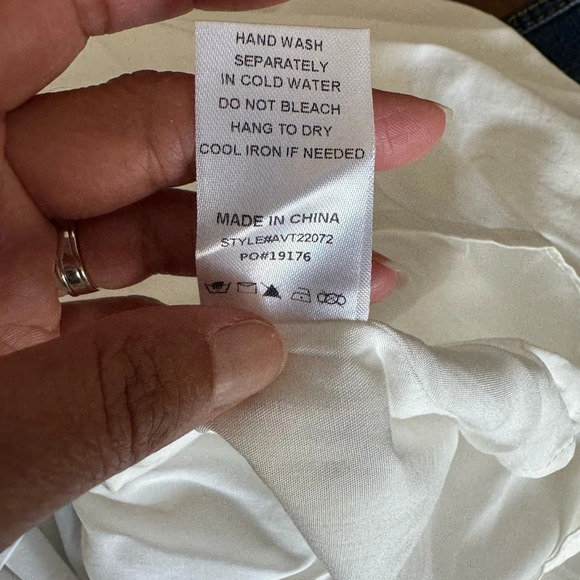 HAND WASH
SEPARATELY
IN COLD WATER
DO NOT BLEACH
HANG TO DRY
COOL IRON IF NEEDED
MADE IN CHINA
STYLE#AVT22072
PO#19176